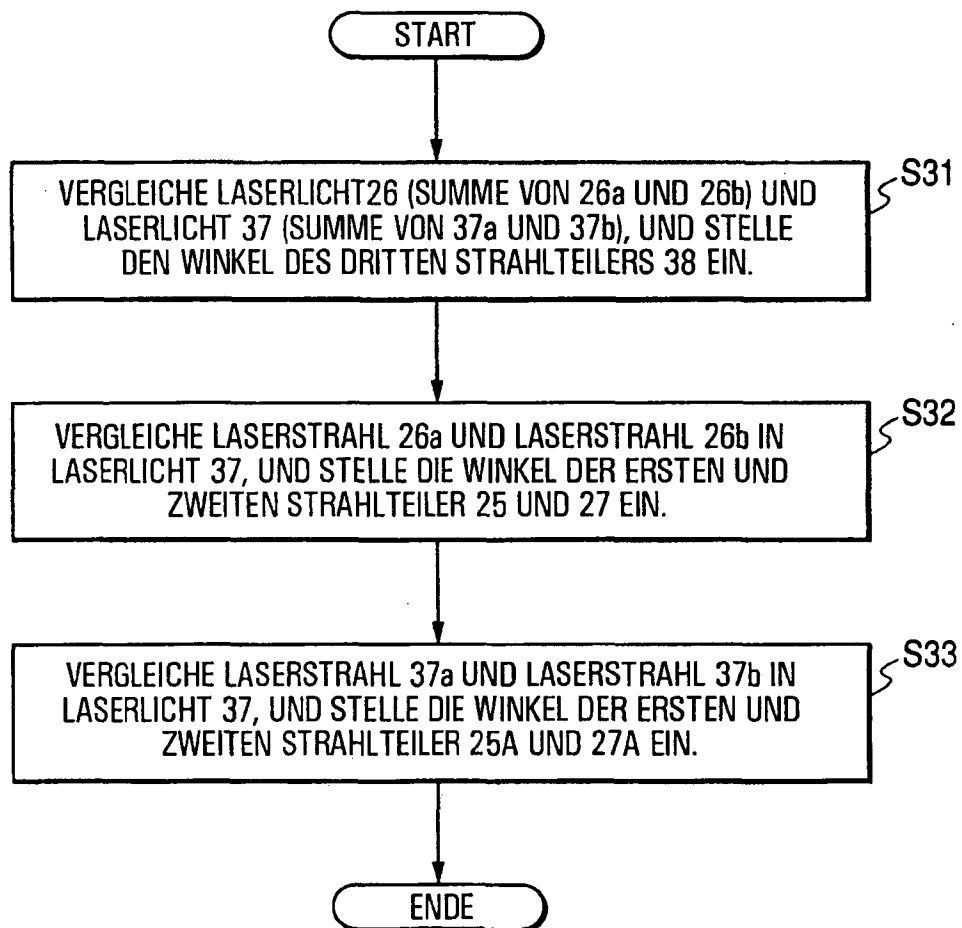 START
S31
VERGLEICHE LASERLICHT26 (SUMME VON 26a UND 26b) UND
LASERLICHT 37 (SUMME VON 37a UND 37b), UND STELLE
DEN WINKEL DES DRITTEN STRAHLTEILERS 38 EIN.
S32
VERGLEICHE LASERSTRAHL 26a UND LASERSTRAHL 26b IN
LASERLICHT 37, UND STELLE DIE WINKEL DER ERSTEN UND
ZWEITEN STRAHLTEILER 25 UND 27 EIN.
S33
VERGLEICHE LASERSTRAHL 37a UND LASERSTRAHL 37b IN
LASERLICHT 37, UND STELLE DIE WINKEL DER ERSTEN UND
ZWEITEN STRAHLTEILER 25A UND 27A EIN.
ENDE